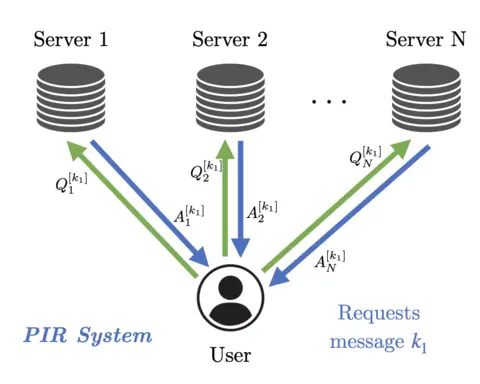 Server 1 Server 2 Server N
. . .
Q_1^{[k_1]} Q_2^{[k_1]} Q_N^{[k_1]}
A_1^{[k_1]} A_2^{[k_1]} A_N^{[k_1]}
PIR System
User
Requests
message k_1